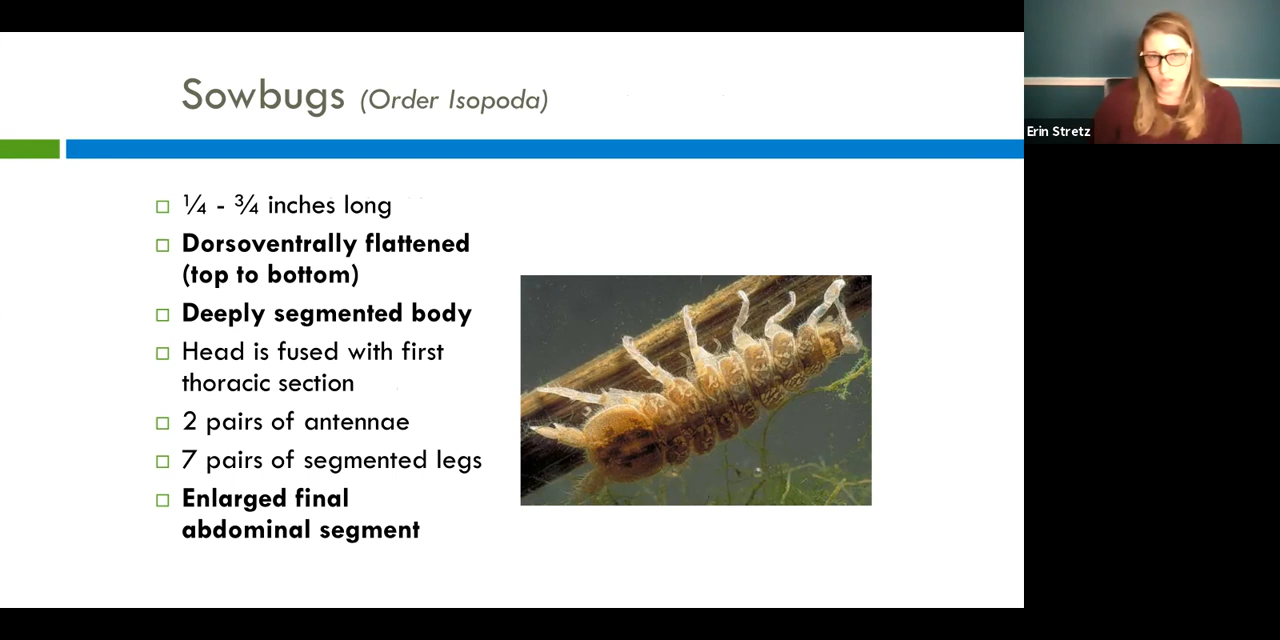 Sowbugs (Order Isopoda)
¼ - ¾ inches long
Dorsoventrally flattened
(top to bottom)
Deeply segmented body
Head is fused with first
thoracic section
2 pairs of antennae
7 pairs of segmented legs
Enlarged final
abdominal segment
Erin Stretz